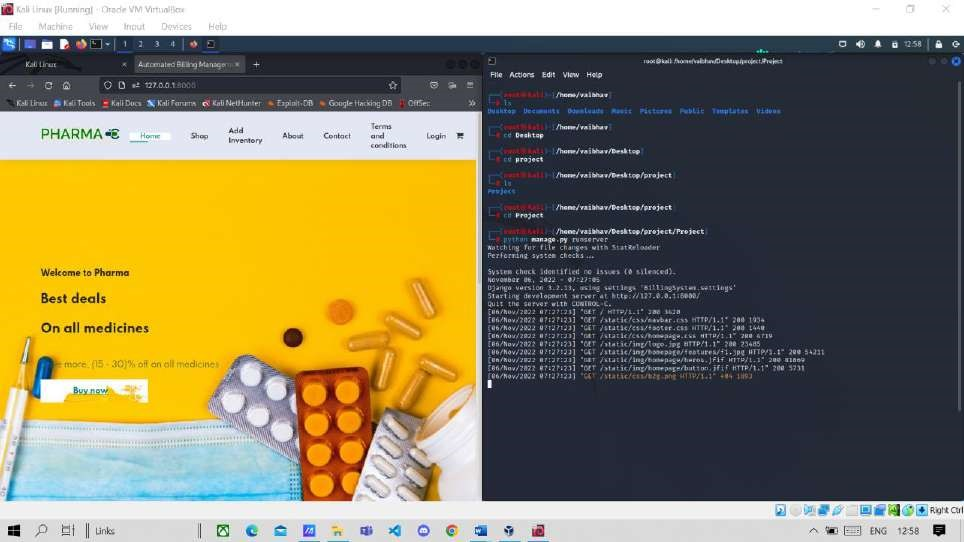 Kali Linux [Running] - Oracle VM VirtualBox
File Machine View Input Devices Help
1 2 3 4
12:58
Kali Linux
Automated Billing Managem
127.0.0.1:8000
Kali Linux Kali Tools Kali Docs Kali Forums Kali NetHunter Exploit-DB Google Hacking DB OffSec
PHARMA
Home
Shop
Add
Inventory
About
Contact
Terms
and
conditions
Login
Welcome to Pharma
Best deals
On all medicines
more, (15 - 30)% off on all medicines
Buy now
root@kali: /home/vaibhav/Desktop/project/Project
File Actions Edit View Help
(root㉿kali)-[/home/vaibhav]
# ls
Desktop Documents Downloads Music Pictures Public Templates Videos
(root㉿kali)-[/home/vaibhav]
# cd Desktop
(root㉿kali)-[/home/vaibhav/Desktop]
# cd project
(root㉿kali)-[/home/vaibhav/Desktop/project]
# ls
Project
(root㉿kali)-[/home/vaibhav/Desktop/project]
# cd Project
(root㉿kali)-[/home/vaibhav/Desktop/project/Project]
# python manage.py runserver
Watching for file changes with StatReloader
Performing system checks...
System check identified no issues (0 silenced).
November 06, 2022 - 07:27:05
Django version 3.2.13, using settings 'BillingSystem.settings'
Starting development server at http://127.0.0.1:8000/
Quit the server with CONTROL-C.
[06/Nov/2022 07:27:23] "GET / HTTP/1.1" 200 3620
[06/Nov/2022 07:27:23] "GET /static/css/navbar.css HTTP/1.1" 200 1934
[06/Nov/2022 07:27:23] "GET /static/css/footer.css HTTP/1.1" 200 1440
[06/Nov/2022 07:27:23] "GET /static/css/homepage.css HTTP/1.1" 200 4719
[06/Nov/2022 07:27:23] "GET /static/img/logo.jpg HTTP/1.1" 200 23485
[06/Nov/2022 07:27:23] "GET /static/img/homepage/features/f1.jpg HTTP/1.1" 200 54211
[06/Nov/2022 07:27:23] "GET /static/img/homepage/hero4.jfif HTTP/1.1" 200 81869
[06/Nov/2022 07:27:23] "GET /static/img/homepage/button.jfif HTTP/1.1" 200 5731
[06/Nov/2022 07:27:23] "GET /static/css/b2g.png HTTP/1.1" 404 1893
Right Ctrl
Links
ENG
12:58